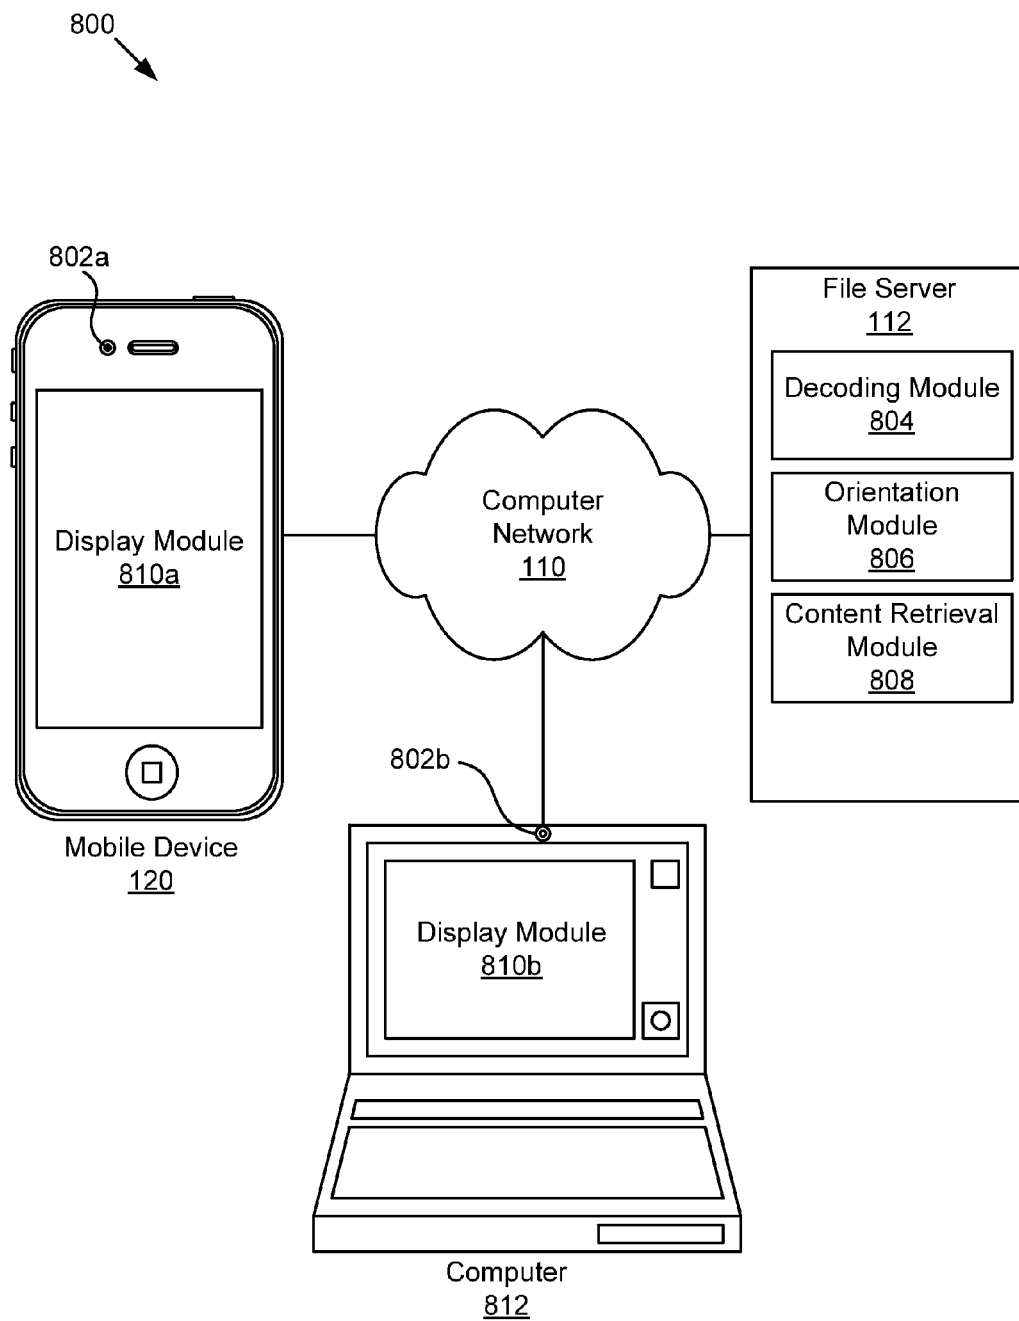 800
802a
File Server
112
Decoding Module
804
Orientation
Module
806
Content Retrieval
Module
808
Computer
Network
110
Display Module
810a
Mobile Device
120
802b
Display Module
810b
Computer
812